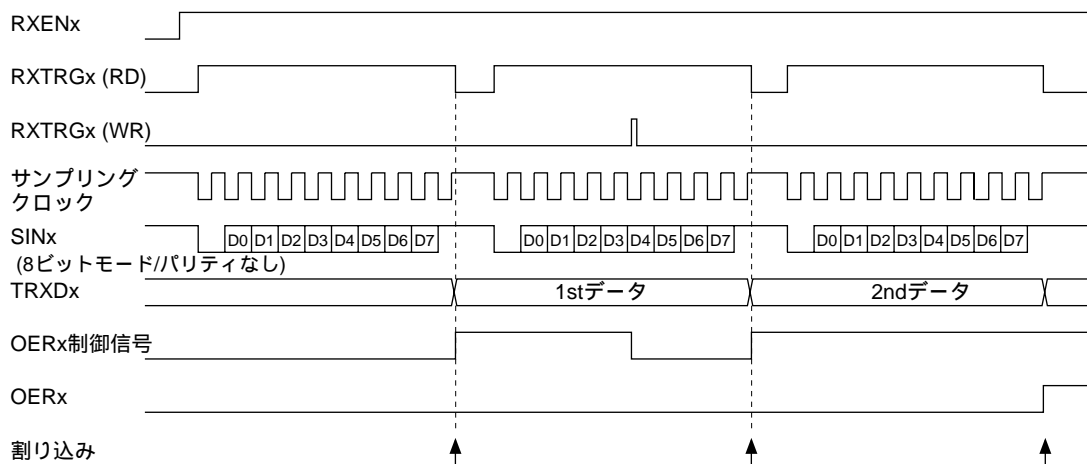 RXENx
RXTRGx (RD)
RXTRGx (WR)
サンプリング
クロック
SINx
D0 D1 D2 D3 D4 D5 D6 D7
D0 D1 D2 D3 D4 D5 D6 D7
D0 D1 D2 D3 D4 D5 D6 D7
(8ビットモード/パリティなし)
TRXDx
1stデータ
2ndデータ
OERx制御信号
OERx
割り込み